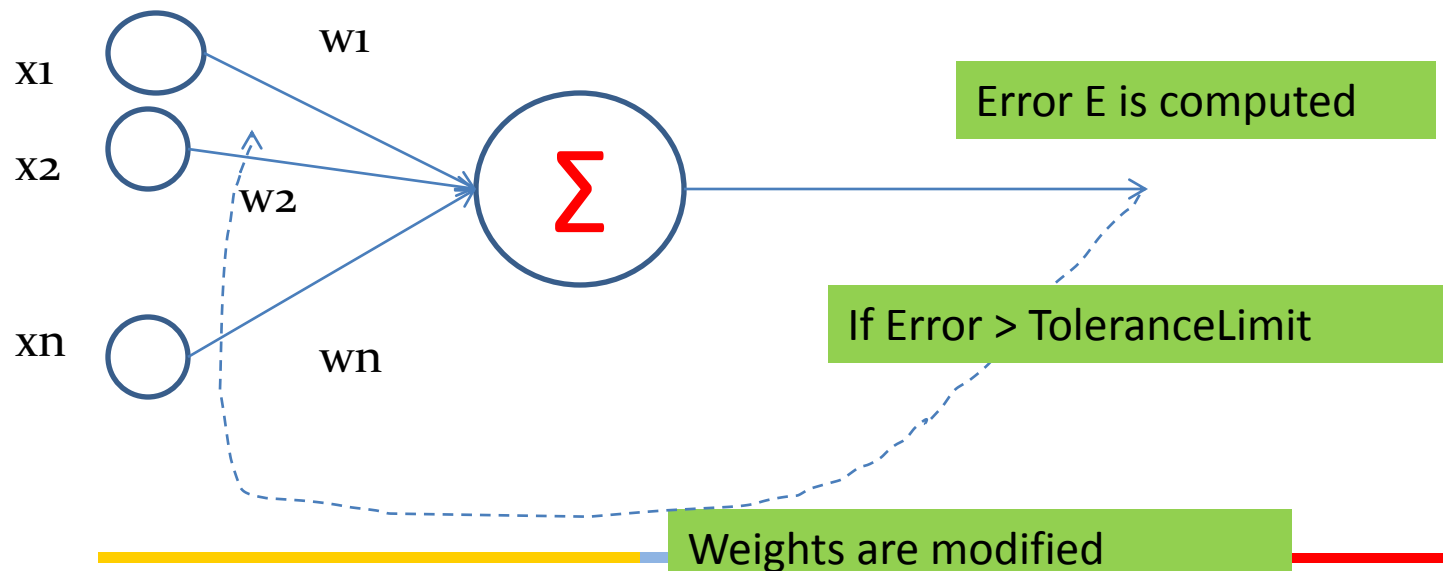 w1
x1
Error E is computed
x2
w2
Σ
If Error > ToleranceLimit
xn
wn
Weights are modified